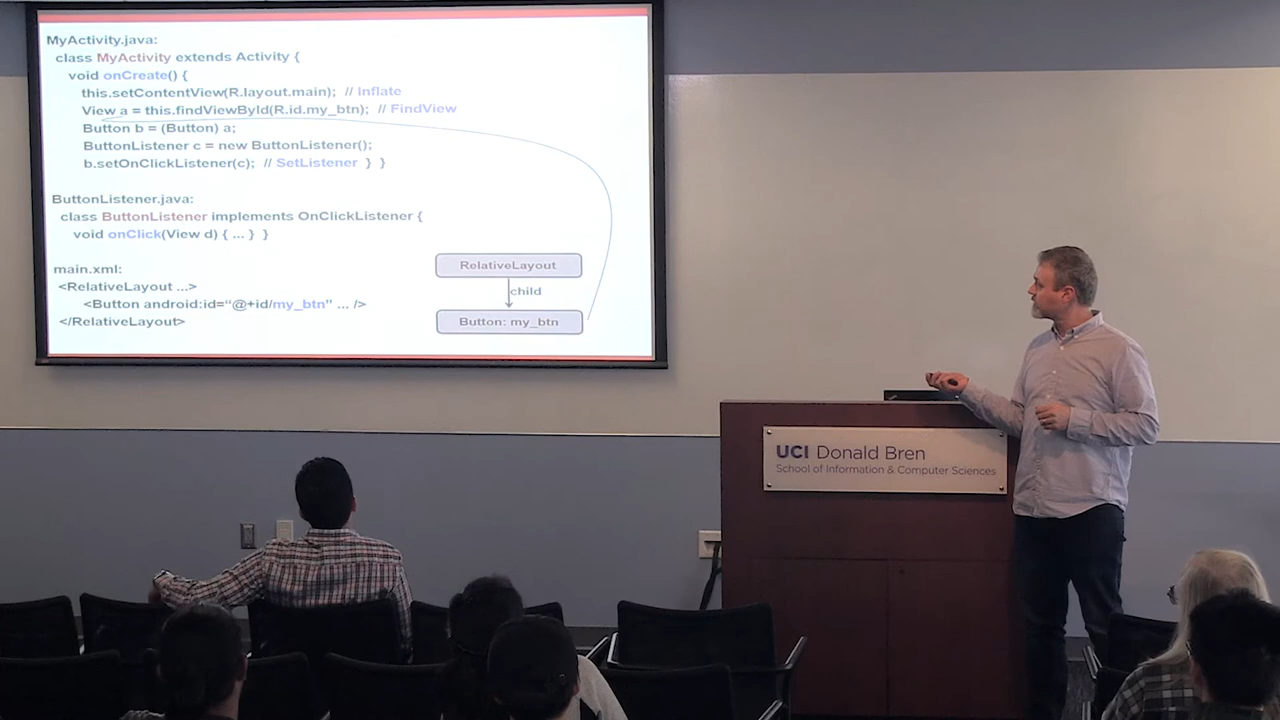 MyActivity.java:
class MyActivity extends Activity {
void onCreate() {
this.setContentView(R.layout.main); // Inflate
View a = this.findViewById(R.id.my_btn); // FindView
Button b = (Button) a;
ButtonListener c = new ButtonListener();
b.setOnClickListener(c); // SetListener } }
ButtonListener.java:
class ButtonListener implements OnClickListener {
void onClick(View d) { ... } }
main.xml:
<RelativeLayout ...>
<Button android:id=“@+id/my_btn” ... />
</RelativeLayout>
RelativeLayout
child
Button: my_btn
UCI Donald Bren
School of Information & Computer Sciences